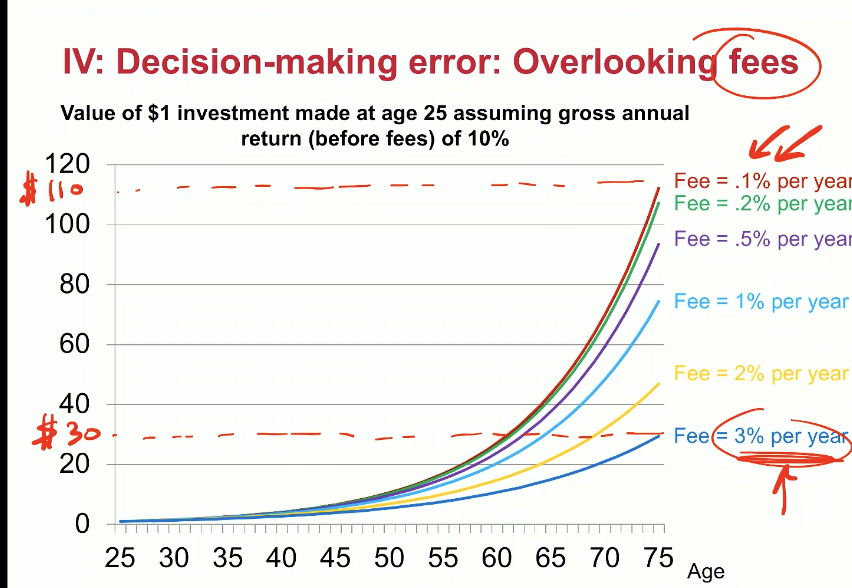 IV: Decision-making error: Overlooking fees
Value of $1 investment made at age 25 assuming gross annual
return (before fees) of 10%
120
$110
100
80
60
40
$30
20
0
Fee = .1% per year
Fee = .2% per year
Fee = .5% per year
Fee = 1% per year
Fee = 2% per year
Fee = 3% per year
25 30 35 40 45 50 55 60 65 70 75
Age